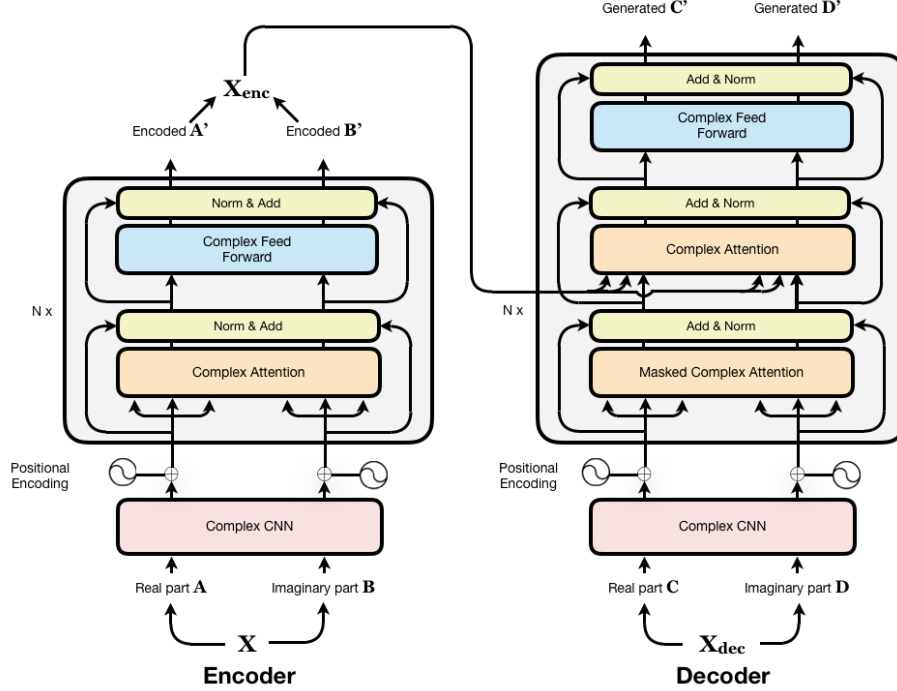 X_enc
Encoded A'
Encoded B'
Norm & Add
Complex Feed
Forward
N x
Norm & Add
Complex Attention
Positional
Encoding
Complex CNN
Real part A
Imaginary part B
X
Encoder
Generated C'
Generated D'
Add & Norm
Complex Feed
Forward
Add & Norm
Complex Attention
N x
Add & Norm
Masked Complex Attention
Positional
Encoding
Complex CNN
Real part C
Imaginary part D
X_dec
Decoder